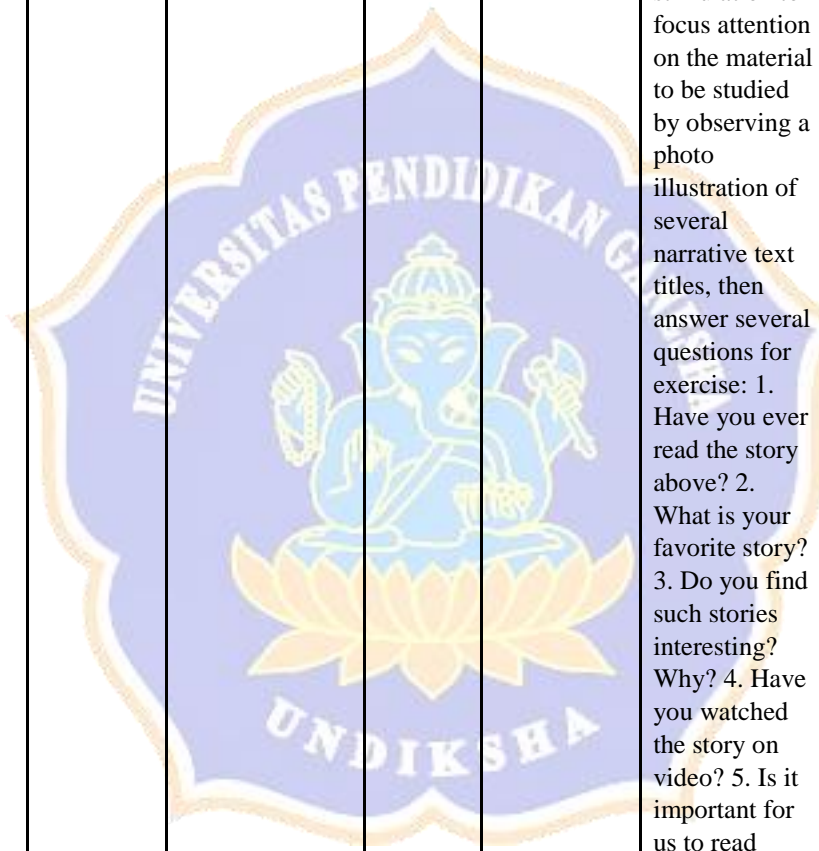 focus attention
on the material
to be studied
by observing a
photo
illustration of
several
narrative text
titles, then
answer several
questions for
exercise: 1.
Have you ever
read the story
above? 2.
What is your
favorite story?
3. Do you find
such stories
interesting?
Why? 4. Have
you watched
the story on
video? 5. Is it
important for
us to read
UNIVERSITAS PENDIDIKAN GANESHA
UNDIKSHA